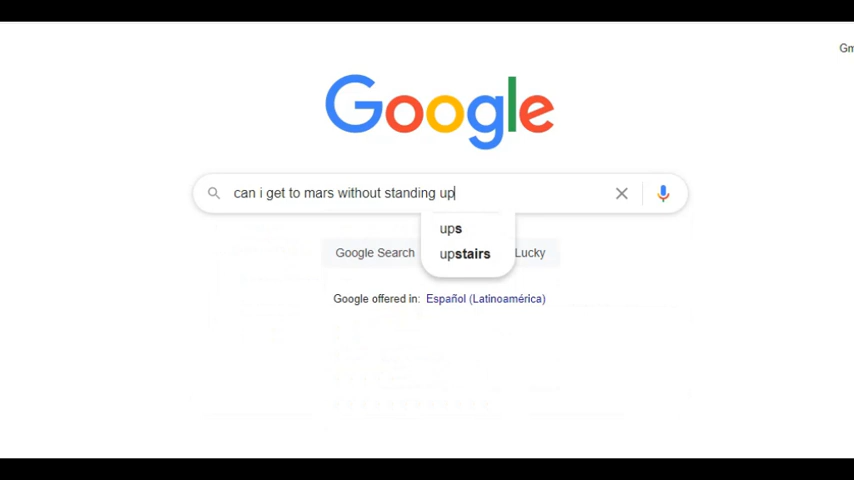 Gm
Google
can i get to mars without standing up
ups
upstairs
Google Search Lucky
Google offered in: Español (Latinoamérica)